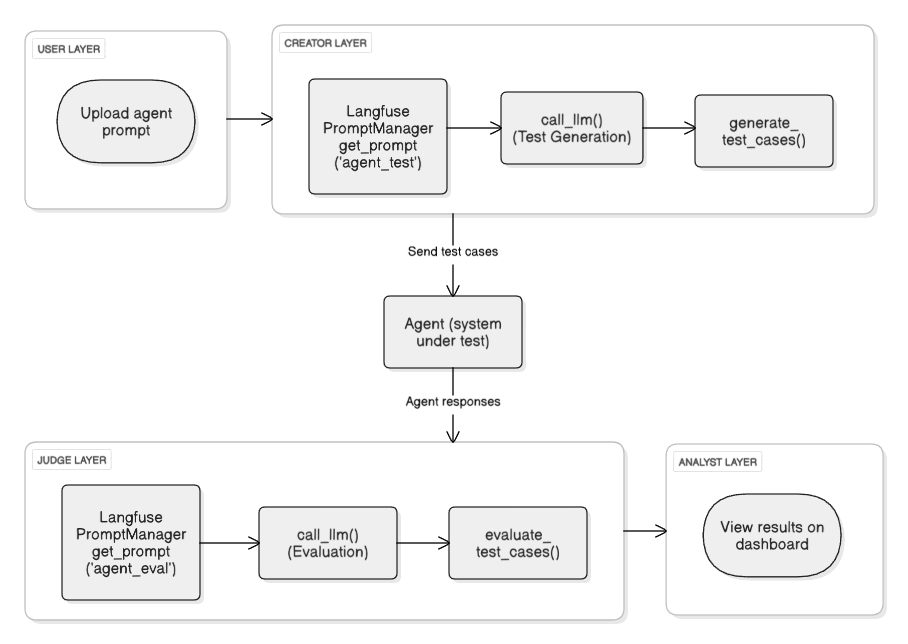 USER LAYER
Upload agent
prompt
CREATOR LAYER
Langfuse
PromptManager
get_prompt
('agent_test')
call_llm()
(Test Generation)
generate_
test_cases()
Send test cases
Agent (system
under test)
Agent responses
JUDGE LAYER
Langfuse
PromptManager
get_prompt
('agent_eval')
call_llm()
(Evaluation)
evaluate_
test_cases()
ANALYST LAYER
View results on
dashboard